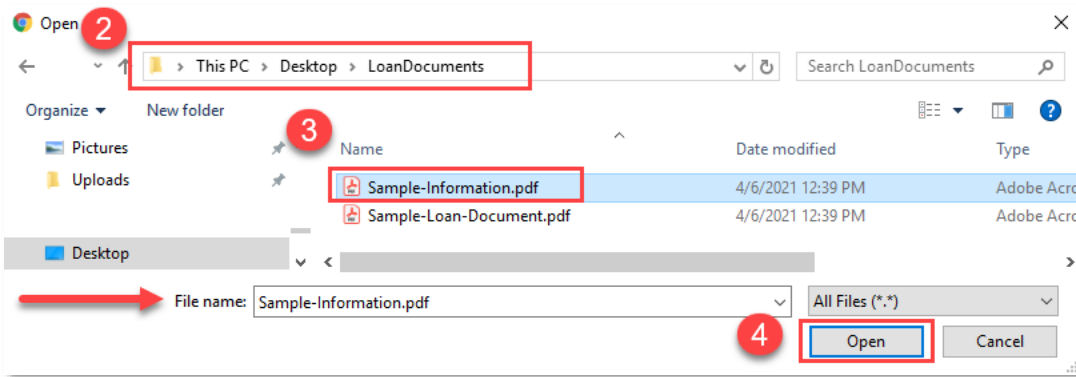 Open
2
This PC > Desktop > LoanDocuments
Search LoanDocuments
Organize
New folder
?
3
Pictures
Name
Date modified
Type
Uploads
Sample-Information.pdf
4/6/2021 12:39 PM
Adobe Acro
Sample-Loan-Document.pdf
4/6/2021 12:39 PM
Adobe Acro
Desktop
File name:
Sample-Information.pdf
All Files (*.*)
4
Open
Cancel